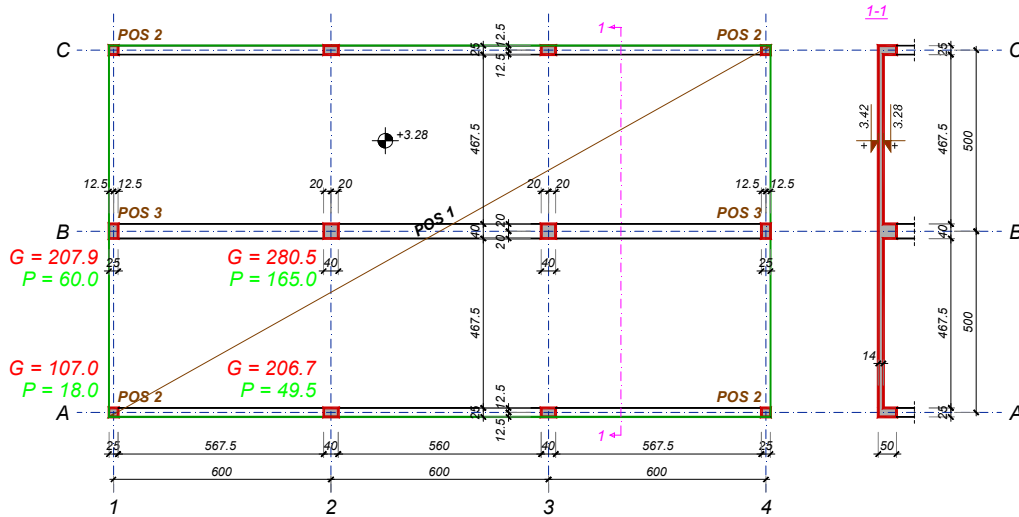 1-1
POS 2
25
12.5
12.5
1
POS 2
C
C
25
25
+3.28
467.5
3.42
3.28
+
+
467.5
500
12.5
12.5
20
20
20
20
12.5
12.5
POS 3
POS 1
POS 3
B
40
20
20
40
B
G = 207.9
P = 60.0
25
G = 280.5
P = 165.0
40
40
25
467.5
467.5
500
14
G = 107.0
P = 18.0
G = 206.7
P = 49.5
POS 2
POS 2
A
25
12.5
12.5
25
A
1
25
567.5
40
560
40
567.5
25
50
600
600
600
1
2
3
4